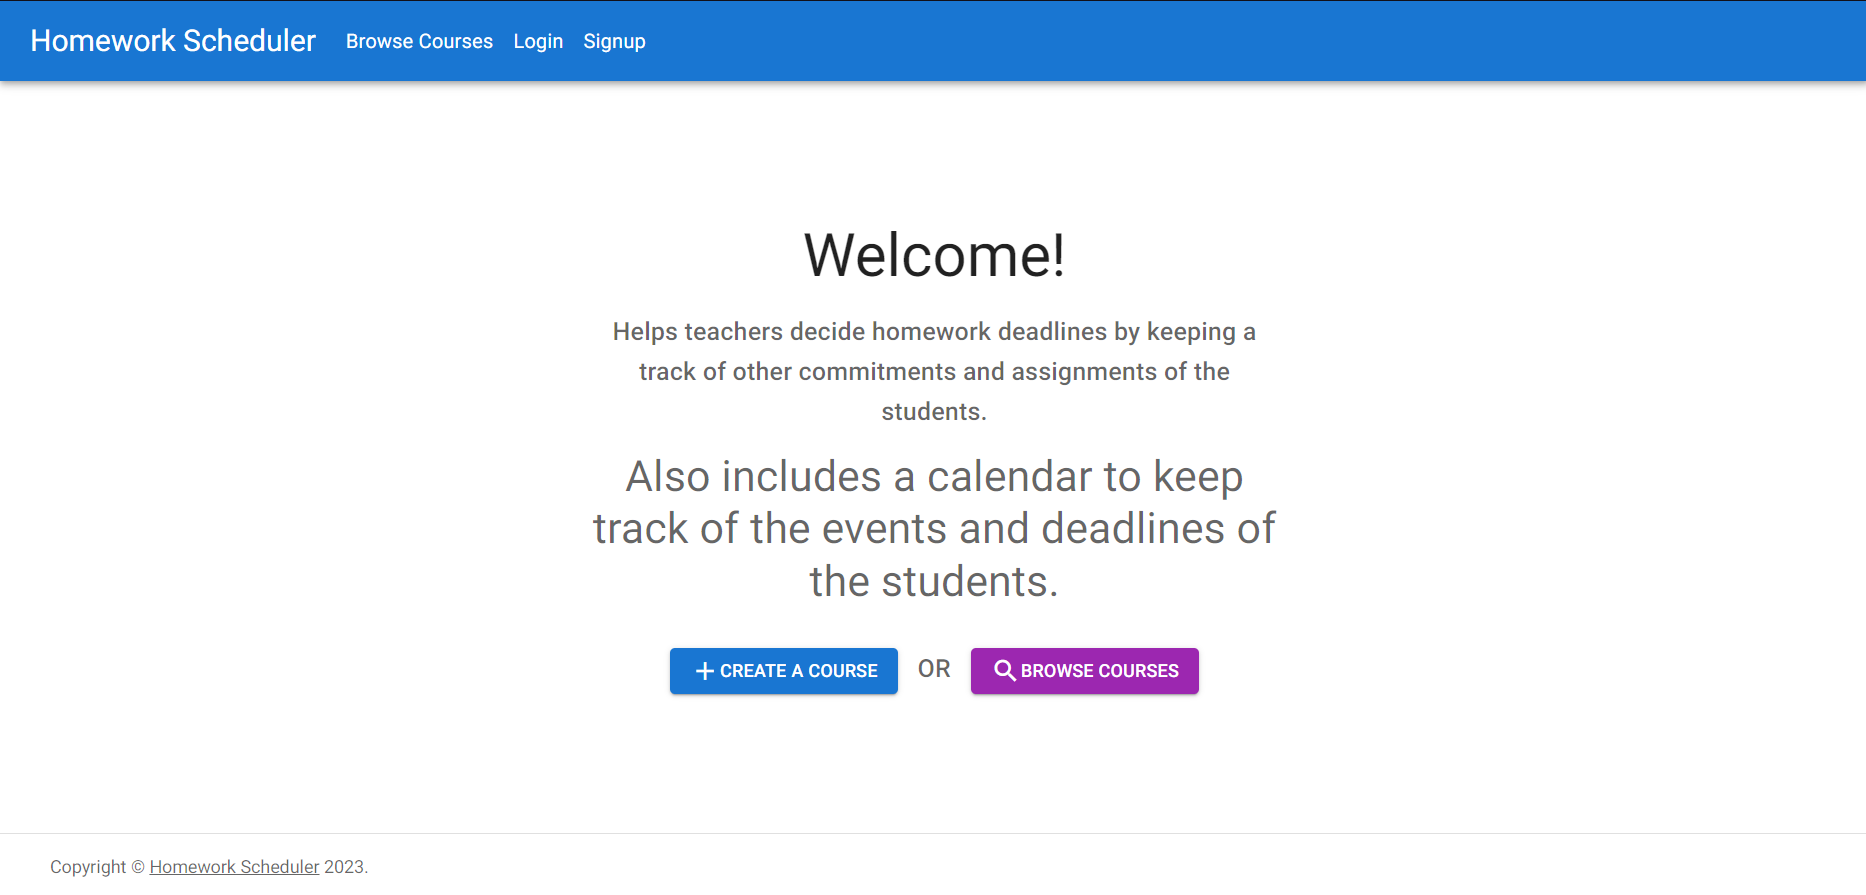 Homework Scheduler Browse Courses Login Signup
Welcome!
Helps teachers decide homework deadlines by keeping a
track of other commitments and assignments of the
students.
Also includes a calendar to keep
track of the events and deadlines of
the students.
CREATE A COURSE OR BROWSE COURSES
Copyright © Homework Scheduler 2023.